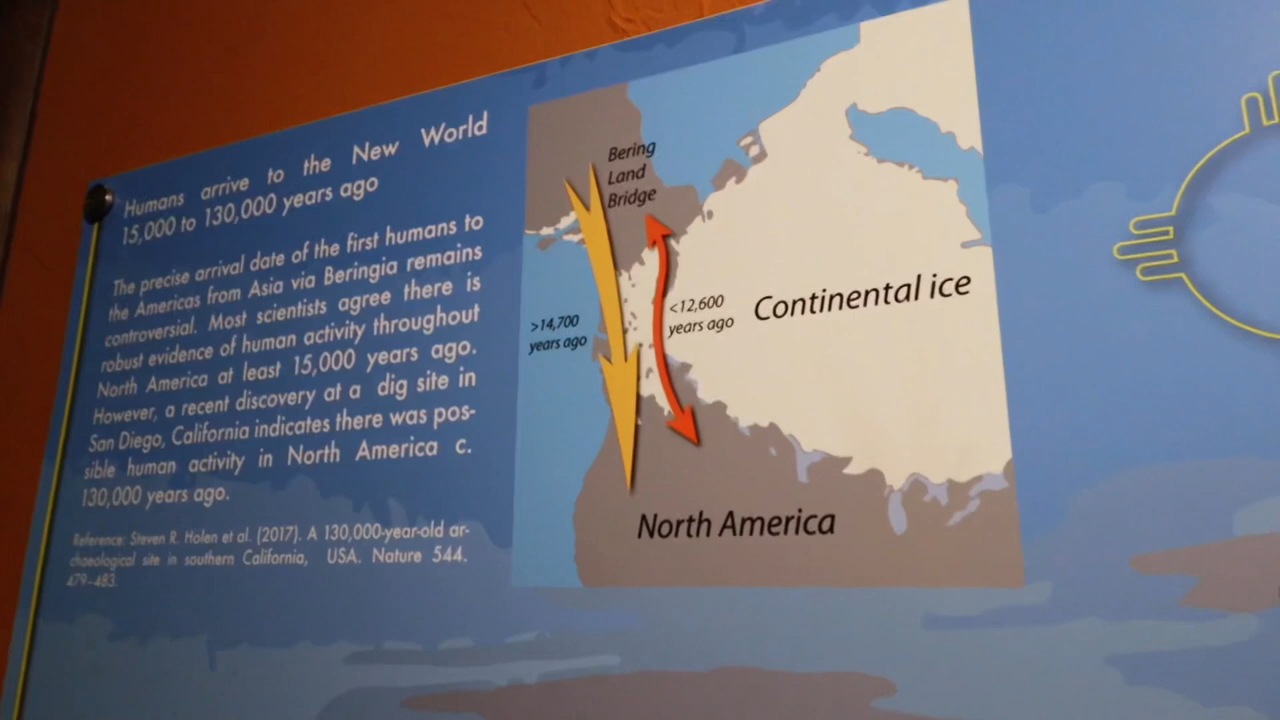 Humans arrive to the New World
15,000 to 130,000 years ago
The precise arrival date of the first humans to
the Americas from Asia via Beringia remains
controversial. Most scientists agree there is
robust evidence of human activity throughout
North America at least 15,000 years ago.
However, a recent discovery at a dig site in
San Diego, California indicates there was pos-
sible human activity in North America c.
130,000 years ago.
Reference: Steven R. Holen et al. (2017). A 130,000-year-old ar-
chaeological site in southern California, USA. Nature 544.
479–483.
Bering
Land
Bridge
>14,700
years ago
<12,600
years ago
Continental ice
North America